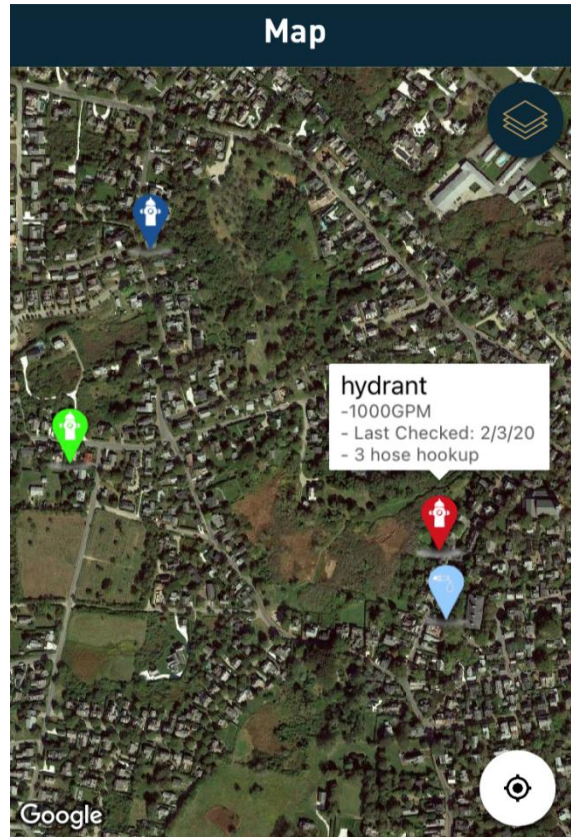 Map
hydrant
-1000GPM
- Last Checked: 2/3/20
- 3 hose hookup
Google